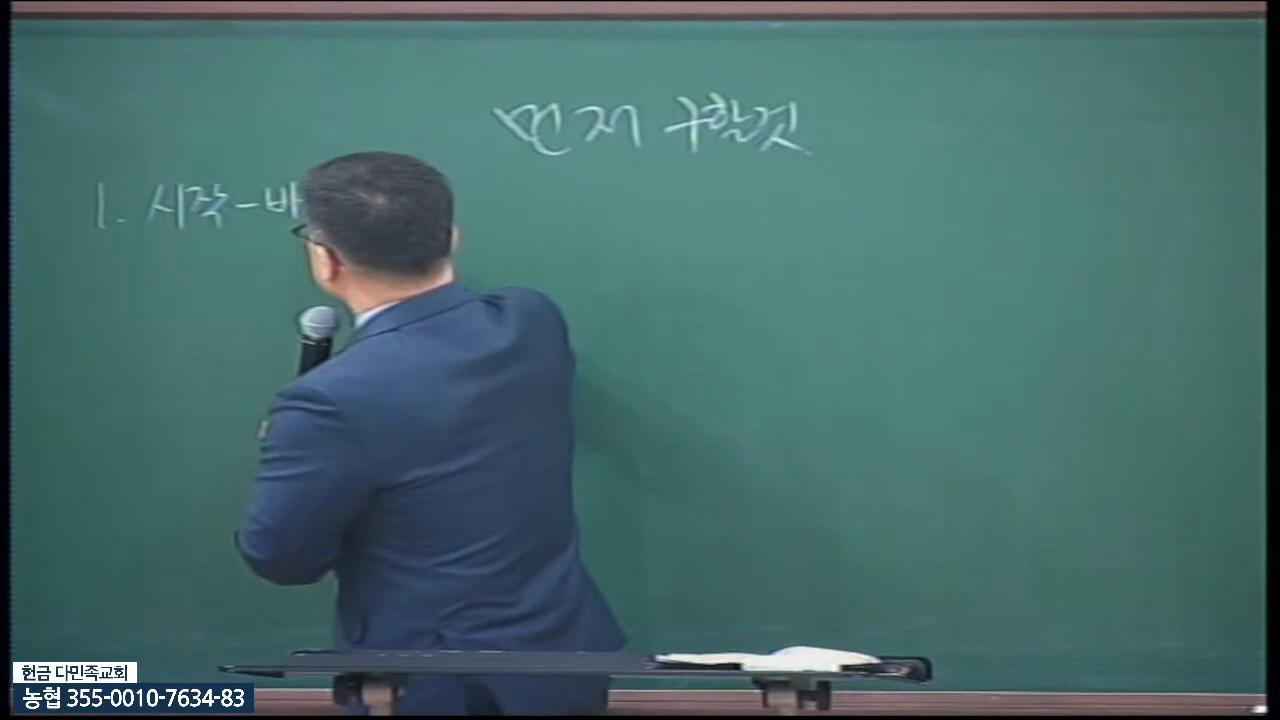 먼저 구할것
1. 시작-바
헌금 다민족교회
농협 355-0010-7634-83